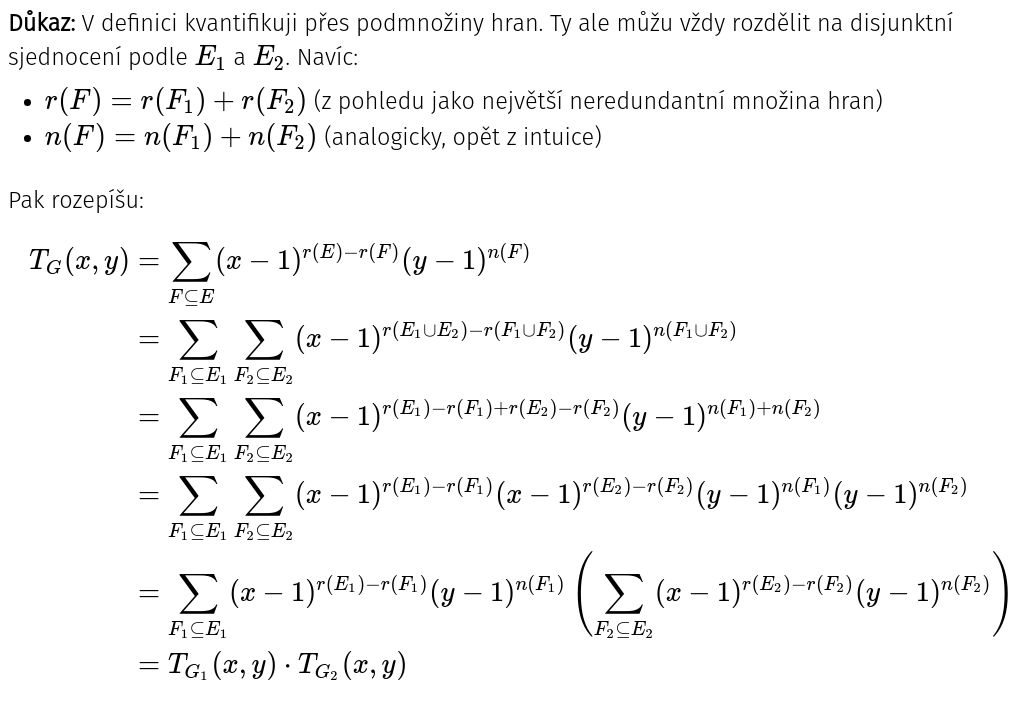 Důkaz: V definici kvantifikuji přes podmnožiny hran. Ty ale můžu vždy rozdělit na disjunktní
sjednocení podle $E_1$ a $E_2$. Navíc:
• $r(F) = r(F_1) + r(F_2)$ (z pohledu jako největší neredundantní množina hran)
• $n(F) = n(F_1) + n(F_2)$ (analogicky, opět z intuice)
Pak rozepíšu:
$T_G(x, y) = \sum_{F \subseteq E} (x - 1)^{r(E) - r(F)} (y - 1)^{n(F)}$
$= \sum_{F_1 \subseteq E_1} \sum_{F_2 \subseteq E_2} (x - 1)^{r(E_1 \cup E_2) - r(F_1 \cup F_2)} (y - 1)^{n(F_1 \cup F_2)}$
$= \sum_{F_1 \subseteq E_1} \sum_{F_2 \subseteq E_2} (x - 1)^{r(E_1) - r(F_1) + r(E_2) - r(F_2)} (y - 1)^{n(F_1) + n(F_2)}$
$= \sum_{F_1 \subseteq E_1} \sum_{F_2 \subseteq E_2} (x - 1)^{r(E_1) - r(F_1)} (x - 1)^{r(E_2) - r(F_2)} (y - 1)^{n(F_1)} (y - 1)^{n(F_2)}$
$= \sum_{F_1 \subseteq E_1} (x - 1)^{r(E_1) - r(F_1)} (y - 1)^{n(F_1)} \left( \sum_{F_2 \subseteq E_2} (x - 1)^{r(E_2) - r(F_2)} (y - 1)^{n(F_2)} \right)$
$= T_{G_1}(x, y) \cdot T_{G_2}(x, y)$